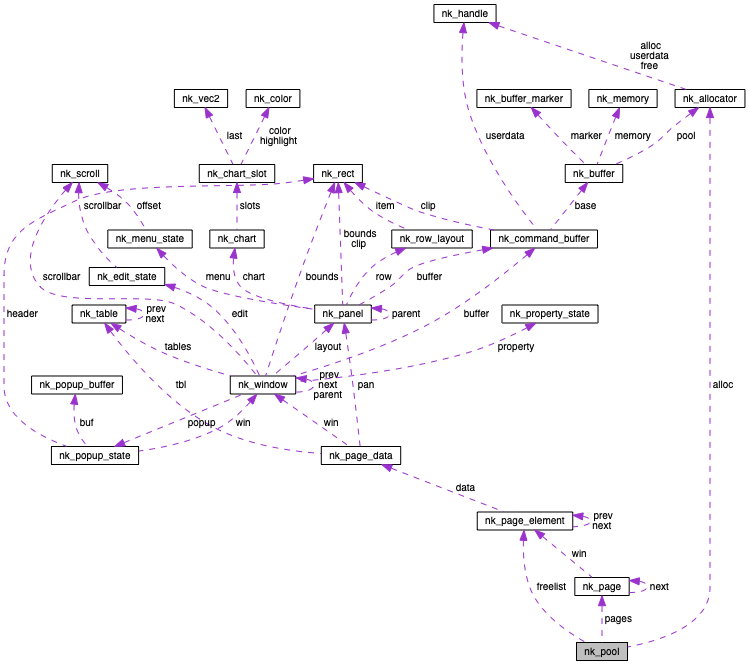 nk_handle
alloc
userdata
free
nk_vec2
nk_color
nk_buffer_marker
nk_memory
nk_allocator
last
color
highlight
userdata
marker
memory
pool
nk_scroll
nk_chart_slot
nk_rect
nk_buffer
scrollbar
offset
slots
item
clip
base
nk_menu_state
nk_chart
bounds
clip
nk_row_layout
nk_command_buffer
scrollbar
nk_edit_state
menu
chart
bounds
row
buffer
header
nk_table
prev
next
edit
nk_panel
parent
buffer
nk_property_state
tables
layout
property
nk_popup_buffer
tbl
nk_window
prev
next
parent
pan
alloc
buf
popup
win
win
nk_popup_state
nk_page_data
data
nk_page_element
prev
next
win
freelist
nk_page
next
pages
nk_pool